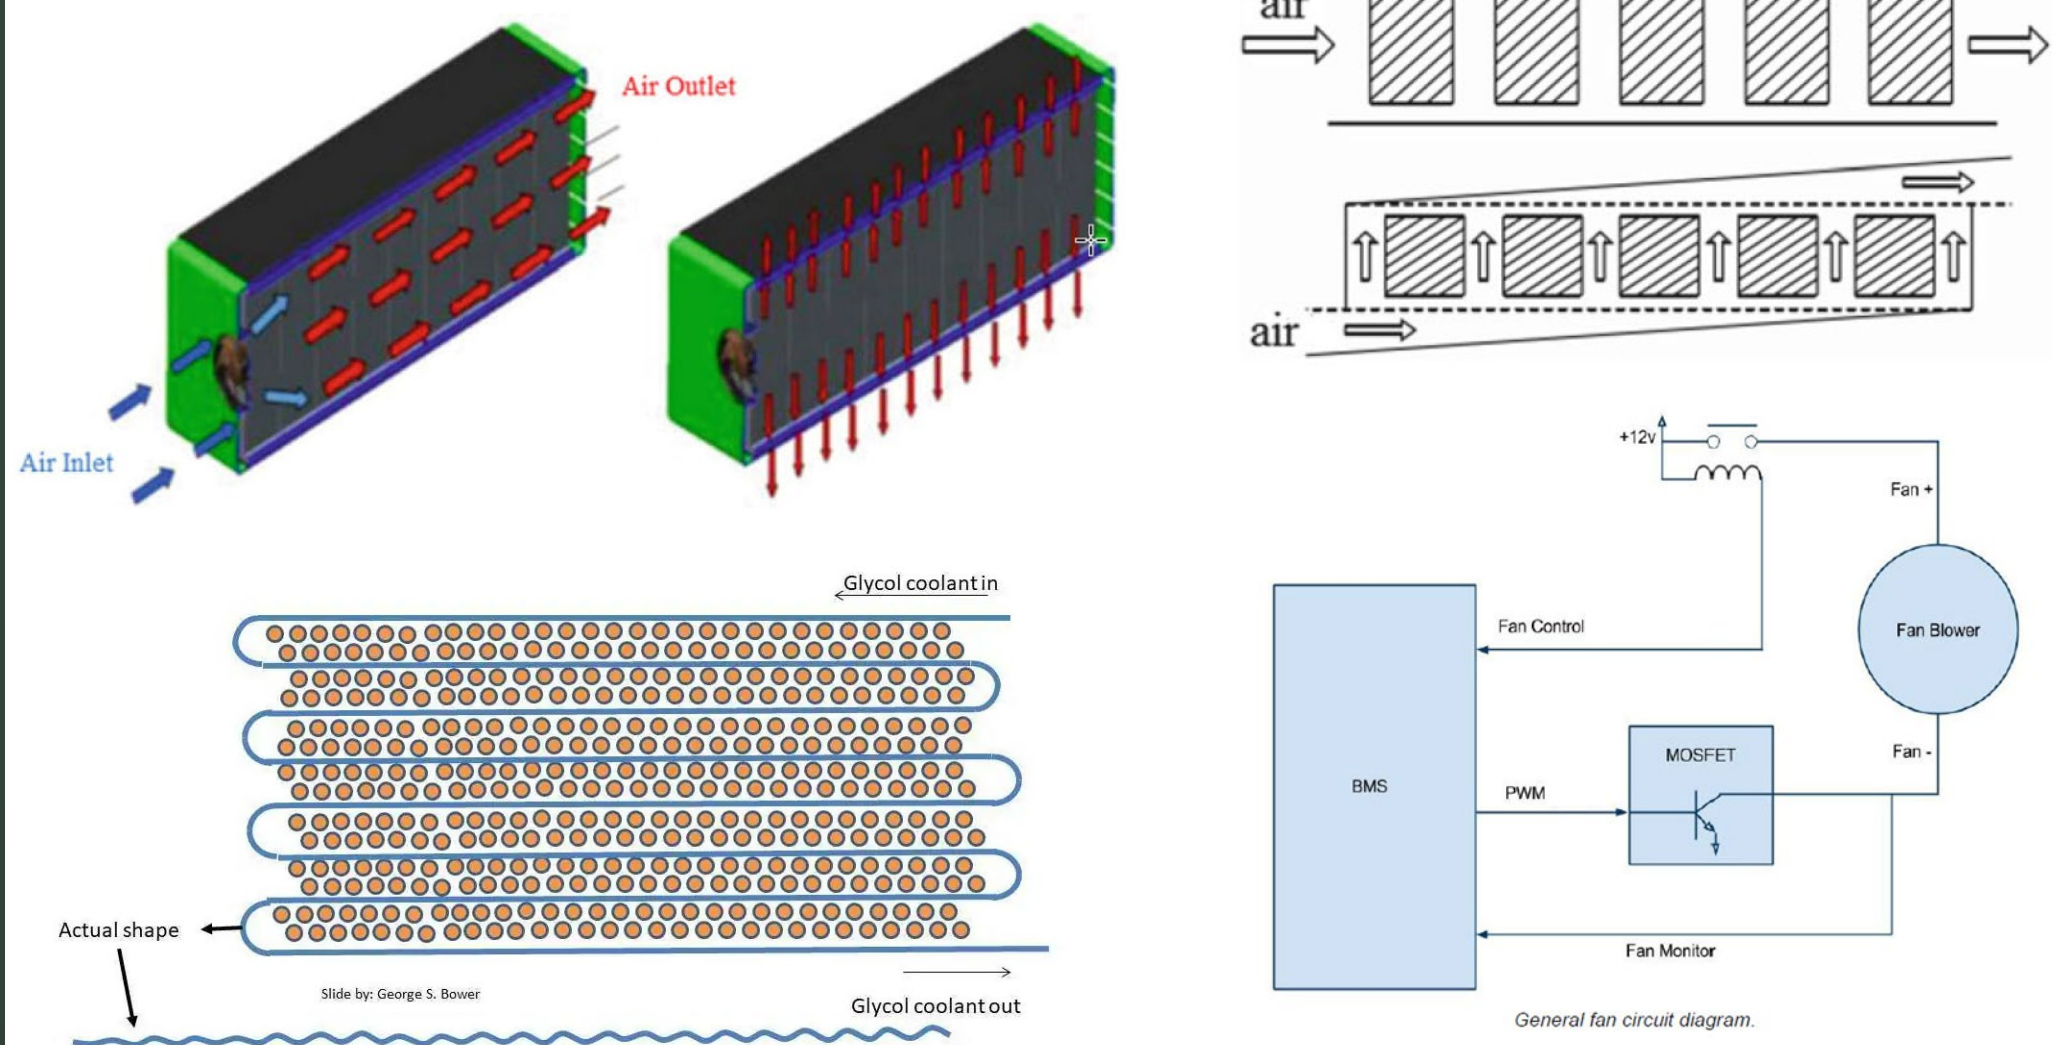 Air Outlet
Air Inlet
air
air
+12v
Fan +
Fan Control
Fan Blower
Fan -
MOSFET
BMS
PWM
Fan Monitor
General fan circuit diagram.
Glycol coolant in
Actual shape
Slide by: George S. Bower
Glycol coolant out